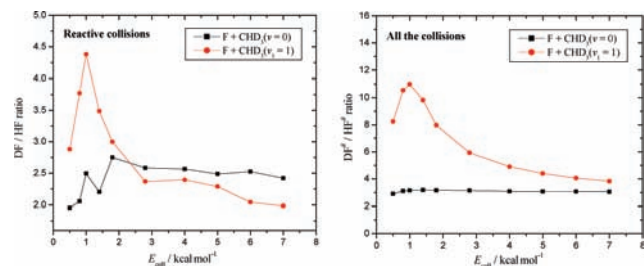 Reactive collisions
F + CHD₃(v = 0)
F + CHD₃(v₁ = 1)
DF / HF ratio
5.0
4.5
4.0
3.5
3.0
2.5
2.0
0 1 2 3 4 5 6 7 8
E_coll / kcal mol⁻¹
All the collisions
F + CHD₃(v = 0)
F + CHD₃(v₁ = 1)
DF# / HF# ratio
16
14
12
10
8
6
4
2
0
0 1 2 3 4 5 6 7 8
E_coll / kcal mol⁻¹